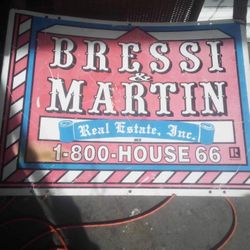 BRESSI
&
MARTIN
Real Estate, Inc.
1-800-HOUSE 66
R